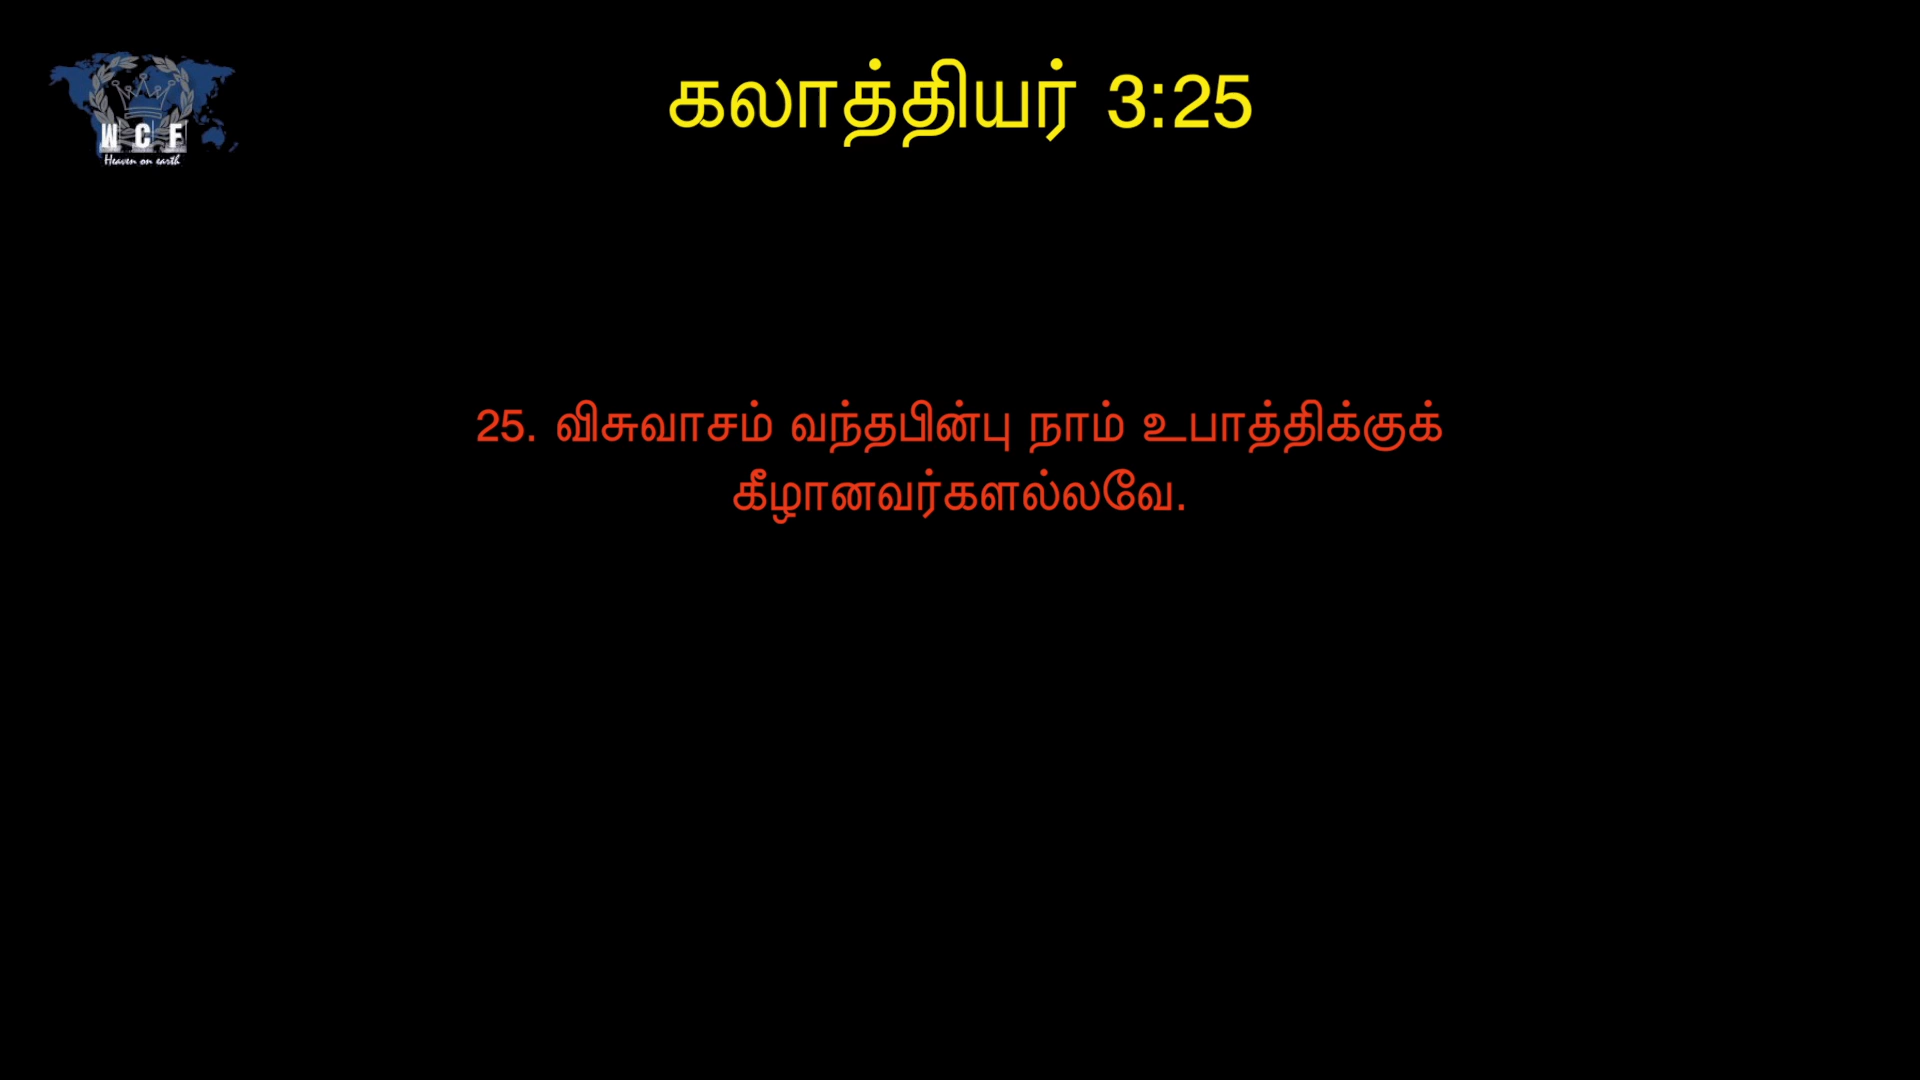 WCF
Heaven on earth
கலாத்தியர் 3:25
25. விசுவாசம் வந்தபின்பு நாம் உபாத்திக்குக்
கீழானவர்களல்லவே.